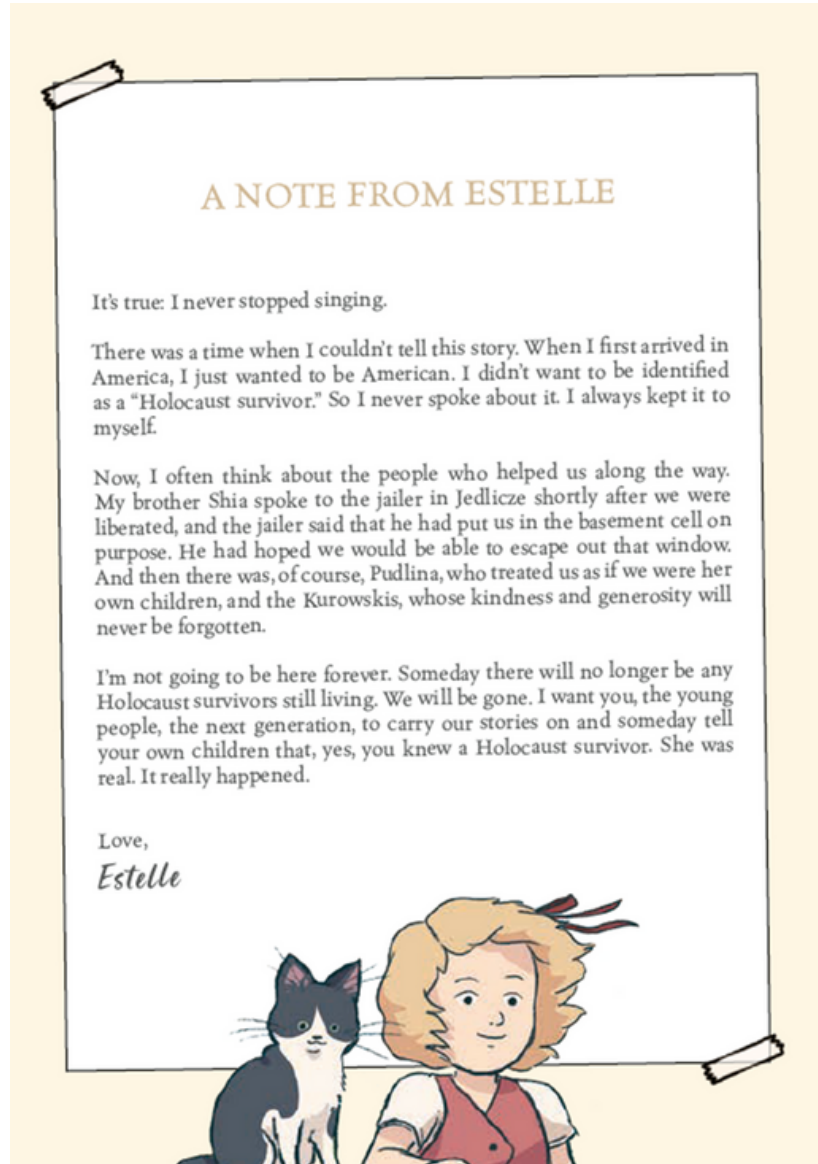 A NOTE FROM ESTELLE
It's true: I never stopped singing.
There was a time when I couldn't tell this story. When I first arrived in
America, I just wanted to be American. I didn't want to be identified
as a “Holocaust survivor.” So I never spoke about it. I always kept it to
myself.
Now, I often think about the people who helped us along the way.
My brother Shia spoke to the jailer in Jedlicze shortly after we were
liberated, and the jailer said that he had put us in the basement cell on
purpose. He had hoped we would be able to escape out that window.
And then there was, of course, Pudlina, who treated us as if we were her
own children, and the Kurowskis, whose kindness and generosity will
never be forgotten.
I'm not going to be here forever. Someday there will no longer be any
Holocaust survivors still living. We will be gone. I want you, the young
people, the next generation, to carry our stories on and someday tell
your own children that, yes, you knew a Holocaust survivor. She was
real. It really happened.
Love,
Estelle